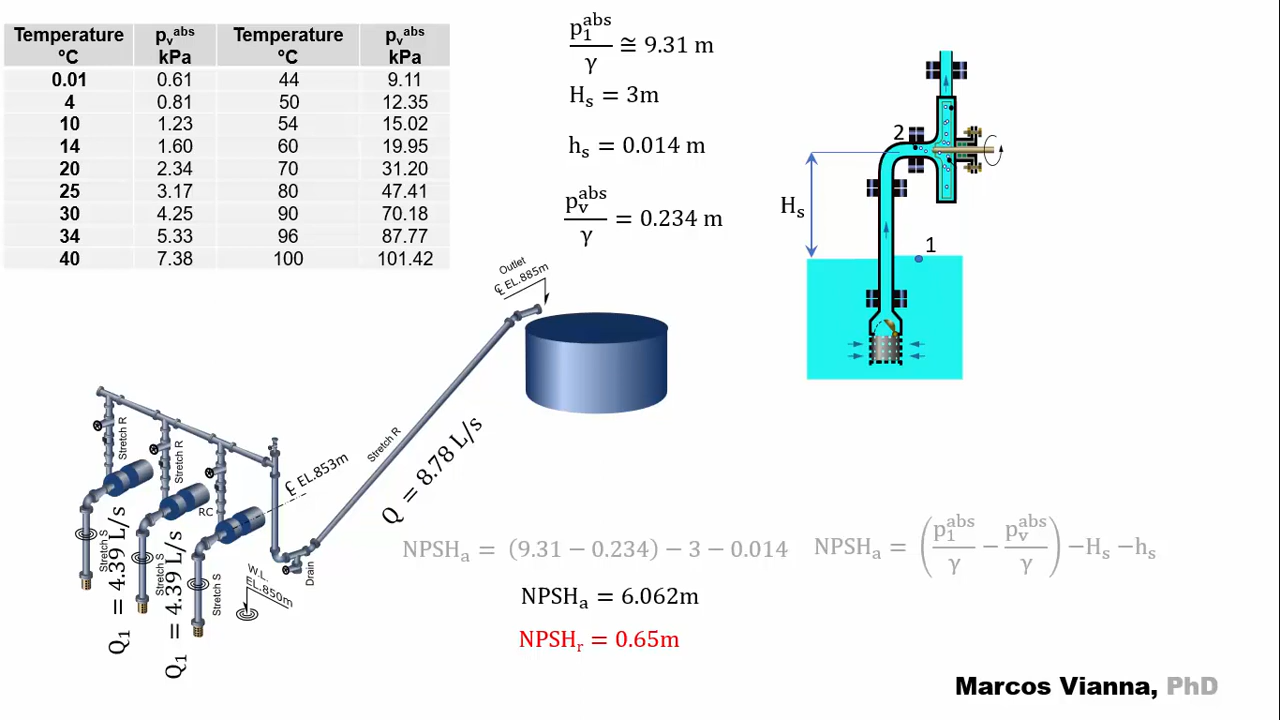 Temperature °C p_v^abs kPa Temperature °C p_v^abs kPa
0.01 0.61 44 9.11
4 0.81 50 12.35
10 1.23 54 15.02
14 1.60 60 19.95
20 2.34 70 31.20
25 3.17 80 47.41
30 4.25 90 70.18
34 5.33 96 87.77
40 7.38 100 101.42
p_1^abs/γ ≅ 9.31 m
H_s = 3m
h_s = 0.014 m
p_v^abs/γ = 0.234 m
2
H_s
1
Outlet
℄ EL.885m
Stretch R
Stretch R
Stretch R
Q = 8.78 L/s
℄ EL.853m
RC
Stretch S
Stretch S
Stretch S
Q_1 = 4.39 L/s
Q_1 = 4.39 L/s
W.L.
EL.850m
Drain
NPSH_a = (9.31 − 0.234) − 3 − 0.014
NPSH_a = (p_1^abs/γ − p_v^abs/γ) −H_s −h_s
NPSH_a = 6.062m
NPSH_r = 0.65m
Marcos Vianna, PhD